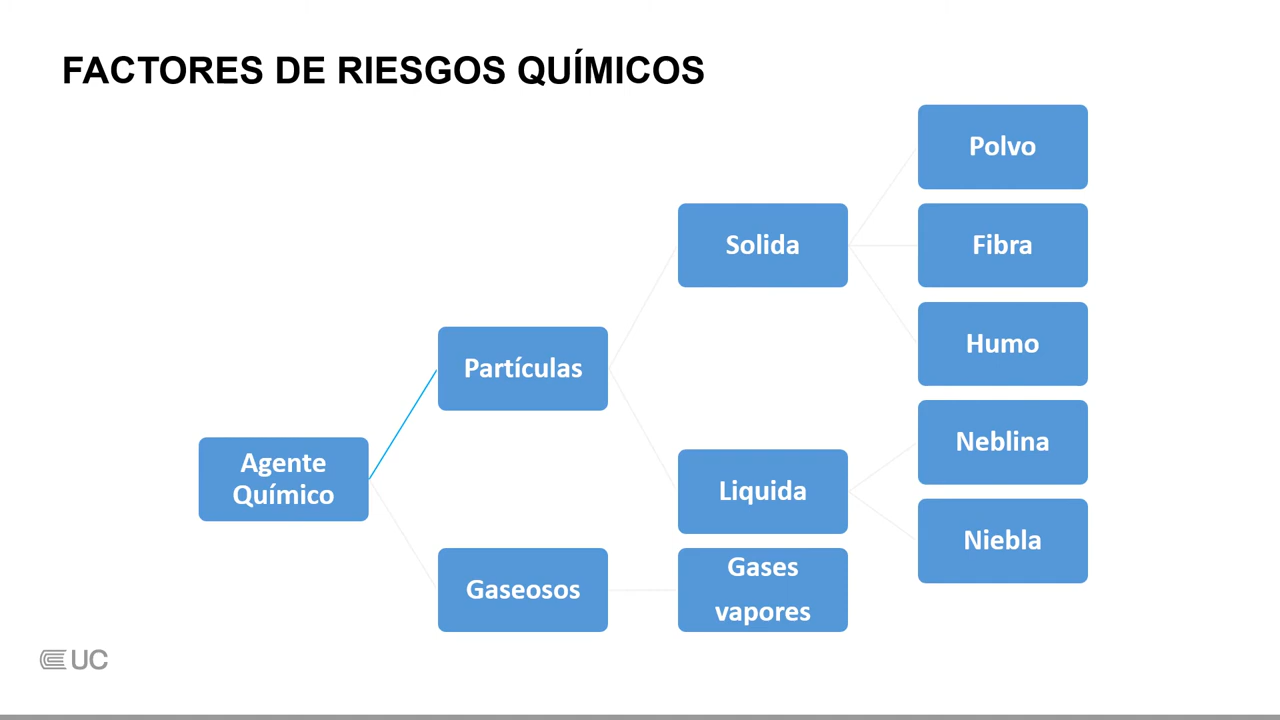 FACTORES DE RIESGOS QUÍMICOS
Agente
Químico
Partículas
Gaseosos
Solida
Liquida
Gases
vapores
Polvo
Fibra
Humo
Neblina
Niebla
UC